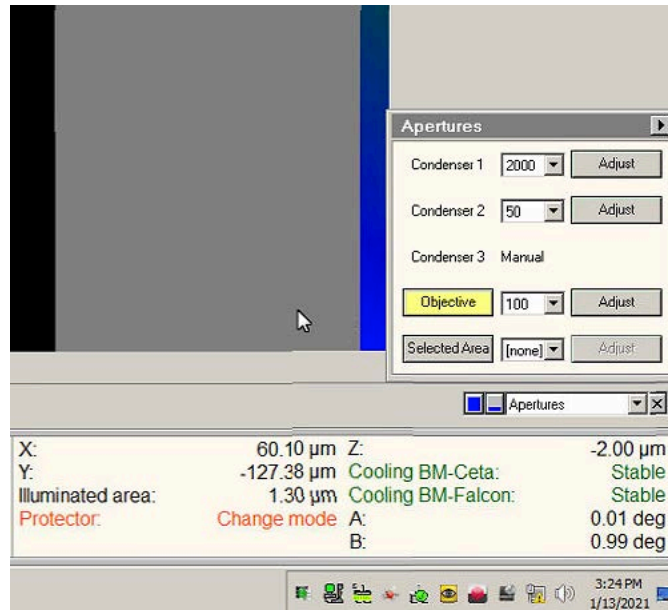 Apertures
Condenser 1 2000 Adjust
Condenser 2 50 Adjust
Condenser 3 Manual
Objective 100 Adjust
Selected Area [none] Adjust
Apertures
X: 60.10 µm Z: -2.00 µm
Y: -127.38 µm Cooling BM-Ceta: Stable
Illuminated area: 1.30 µm Cooling BM-Falcon: Stable
Protector: Change mode A: 0.01 deg
B: 0.99 deg
3:24 PM
1/13/2021